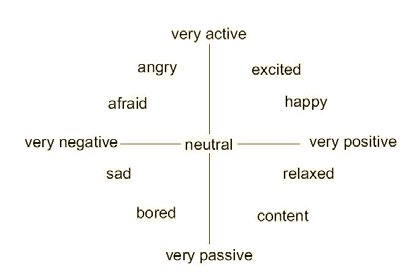 very active
angry
excited
afraid
happy
very negative
neutral
very positive
sad
relaxed
bored
content
very passive